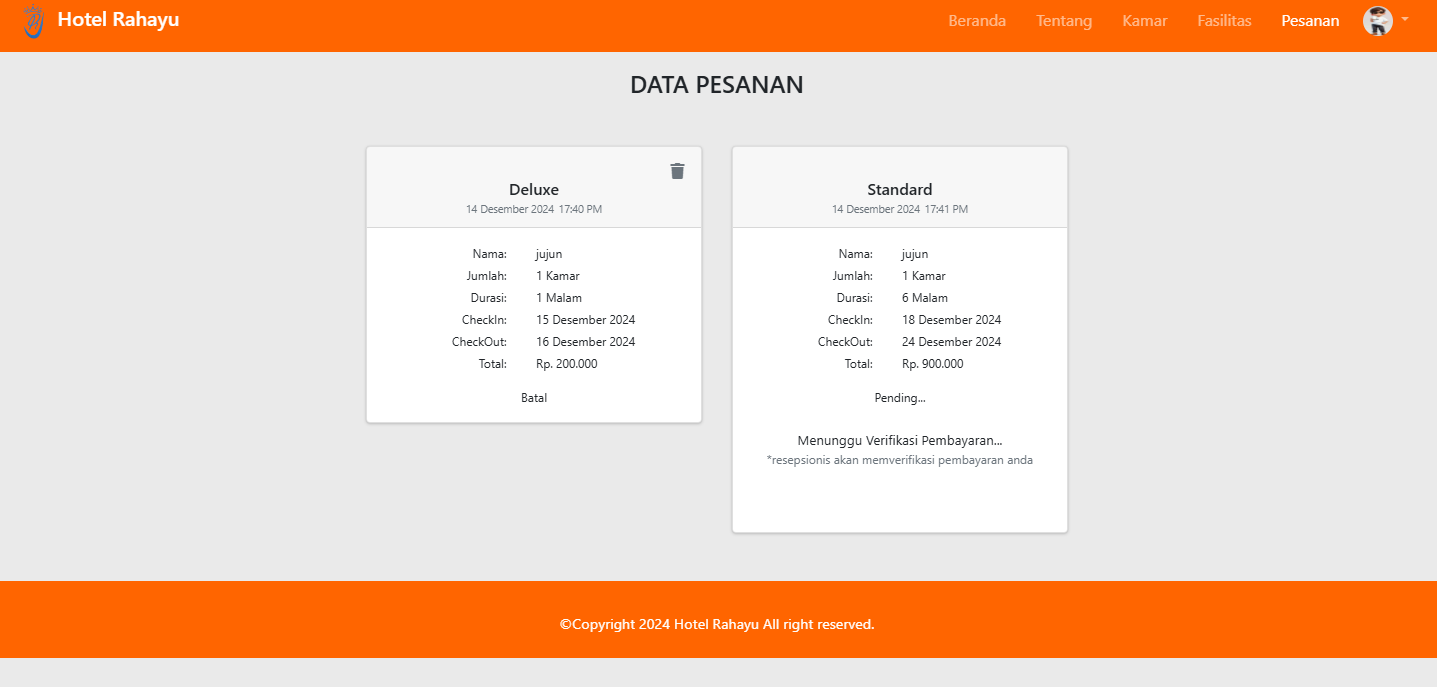 Hotel Rahayu
Beranda Tentang Kamar Fasilitas Pesanan
DATA PESANAN
Deluxe
14 Desember 2024 17:40 PM
Nama: jujun
Jumlah: 1 Kamar
Durasi: 1 Malam
CheckIn: 15 Desember 2024
CheckOut: 16 Desember 2024
Total: Rp. 200.000
Batal
Standard
14 Desember 2024 17:41 PM
Nama: jujun
Jumlah: 1 Kamar
Durasi: 6 Malam
CheckIn: 18 Desember 2024
CheckOut: 24 Desember 2024
Total: Rp. 900.000
Pending...
Menunggu Verifikasi Pembayaran...
*resepsionis akan memverifikasi pembayaran anda
©Copyright 2024 Hotel Rahayu All right reserved.